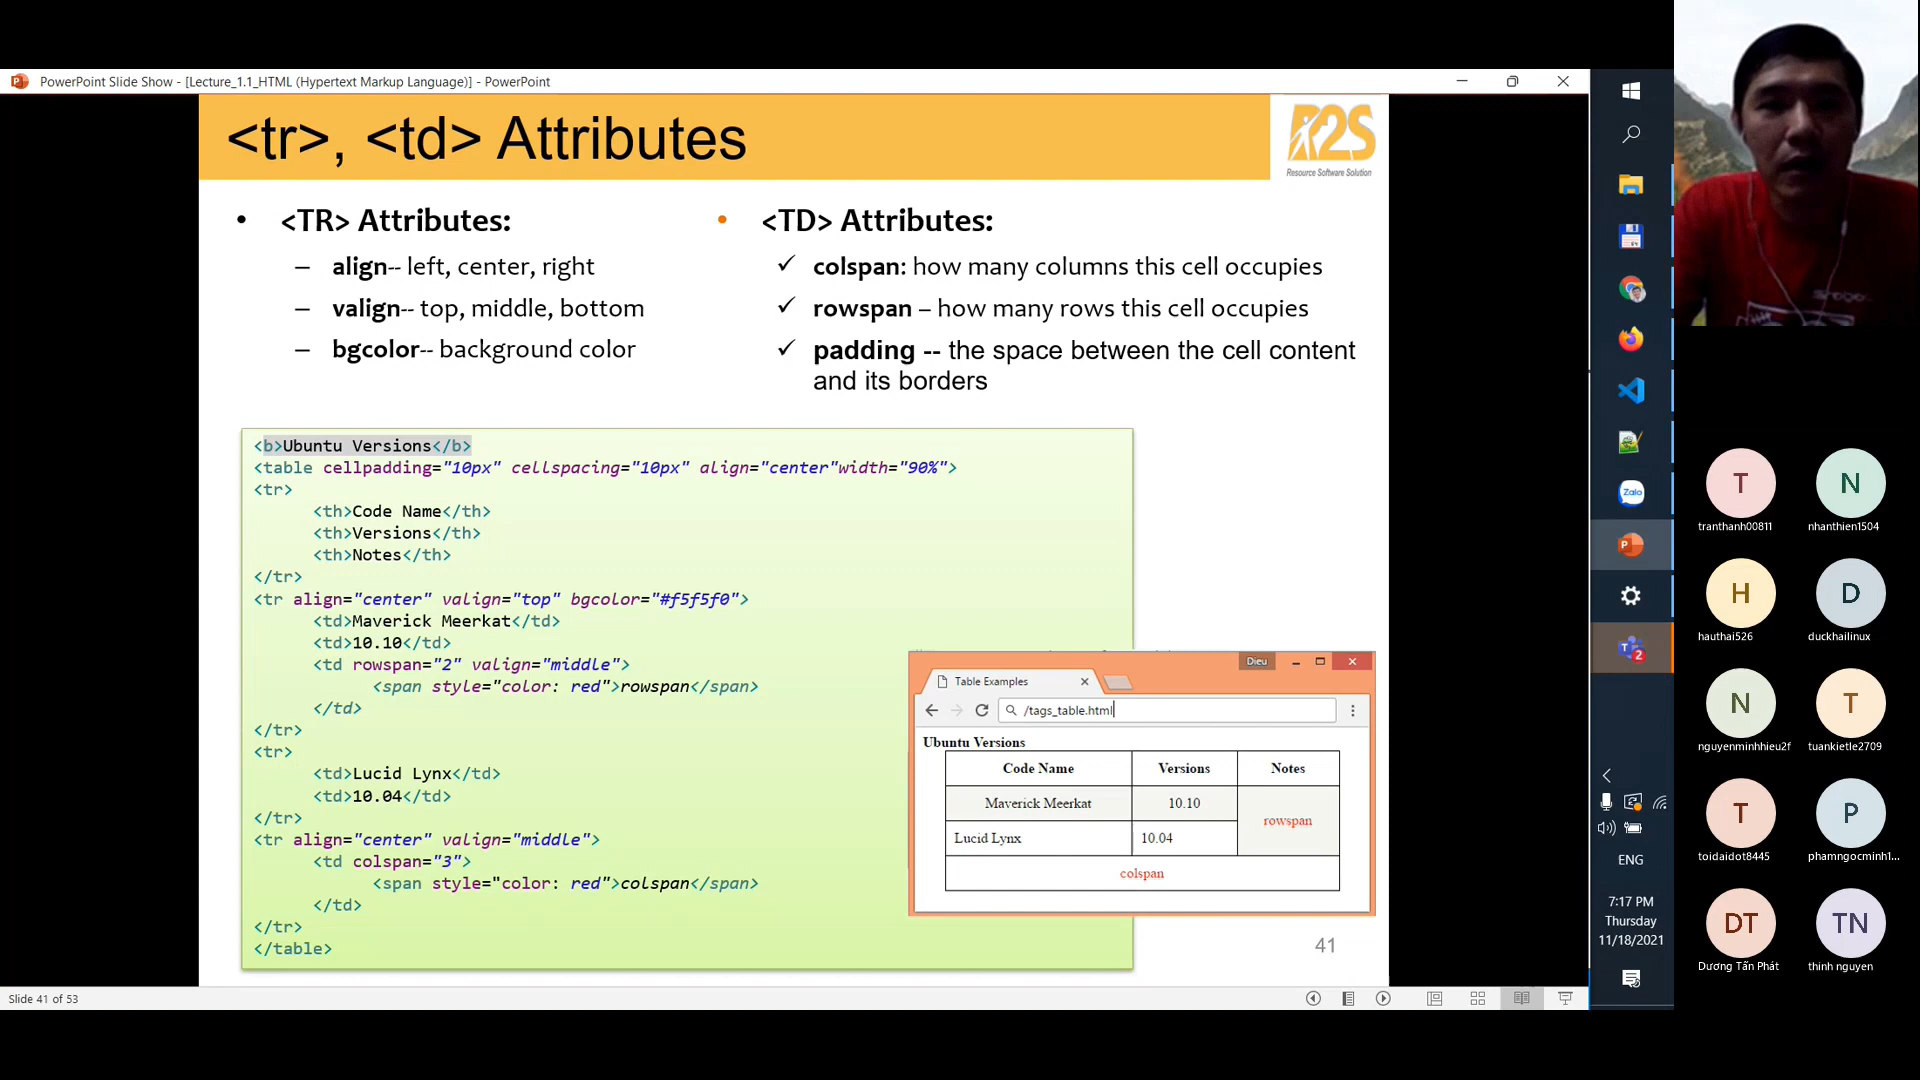 PowerPoint Slide Show - [Lecture_1.1_HTML (Hypertext Markup Language)] - PowerPoint
<tr>, <td> Attributes
R2S
Resource Software Solution
• <TR> Attributes:
– align-- left, center, right
– valign-- top, middle, bottom
– bgcolor-- background color
• <TD> Attributes:
✓ colspan: how many columns this cell occupies
✓ rowspan – how many rows this cell occupies
✓ padding -- the space between the cell content
and its borders
<b>Ubuntu Versions</b>
<table cellpadding="10px" cellspacing="10px" align="center"width="90%">
<tr>
<th>Code Name</th>
<th>Versions</th>
<th>Notes</th>
</tr>
<tr align="center" valign="top" bgcolor="#f5f5f0">
<td>Maverick Meerkat</td>
<td>10.10</td>
<td rowspan="2" valign="middle">
<span style="color: red">rowspan</span>
</td>
</tr>
<tr>
<td>Lucid Lynx</td>
<td>10.04</td>
</tr>
<tr align="center" valign="middle">
<td colspan="3">
<span style="color: red">colspan</span>
</td>
</tr>
</table>
Dieu
Table Examples
/tags_table.html
Ubuntu Versions
Code Name Versions Notes
Maverick Meerkat 10.10
rowspan
Lucid Lynx 10.04
colspan
41
Slide 41 of 53
Zalo
P
T 2
ENG
7:17 PM
Thursday
11/18/2021
T N
tranthanh00811 nhanthien1504
H D
hauthai526 duckhailinux
N T
nguyenminhhieu2f tuankietle2709
T P
toidaidot8445 phamngocminh1...
DT TN
Dương Tấn Phát thinh nguyen